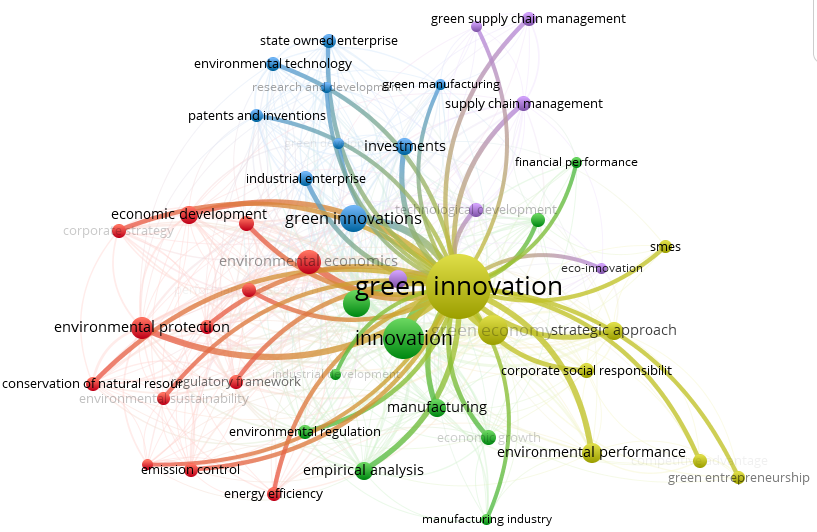 green supply chain management
state owned enterprise
environmental technology
research and development
green manufacturing
supply chain management
patents and inventions
investments
financial performance
industrial enterprise
technological development
economic development
green innovations
corporate strategy
smes
environmental economics
eco-innovation
green innovation
environmental protection
innovation
green economy
strategic approach
corporate social responsibilit
industrial development
conservation of natural resour
regulatory framework
environmental sustainability
manufacturing
environmental regulation
economic growth
environmental performance
competitive advantage
emission control
empirical analysis
green entrepreneurship
energy efficiency
manufacturing industry